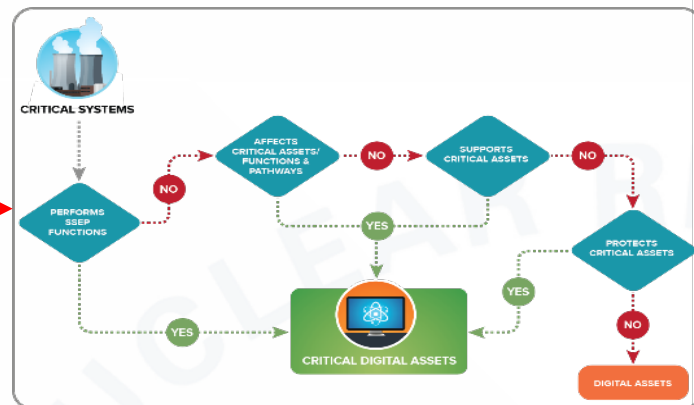 CRITICAL SYSTEMS
PERFORMS
SSEP
FUNCTIONS
NO
AFFECTS
CRITICAL ASSETS/
FUNCTIONS &
PATHWAYS
NO
SUPPORTS
CRITICAL ASSETS
NO
PROTECTS
CRITICAL ASSETS
YES
YES
YES
NO
CRITICAL DIGITAL ASSETS
DIGITAL ASSETS